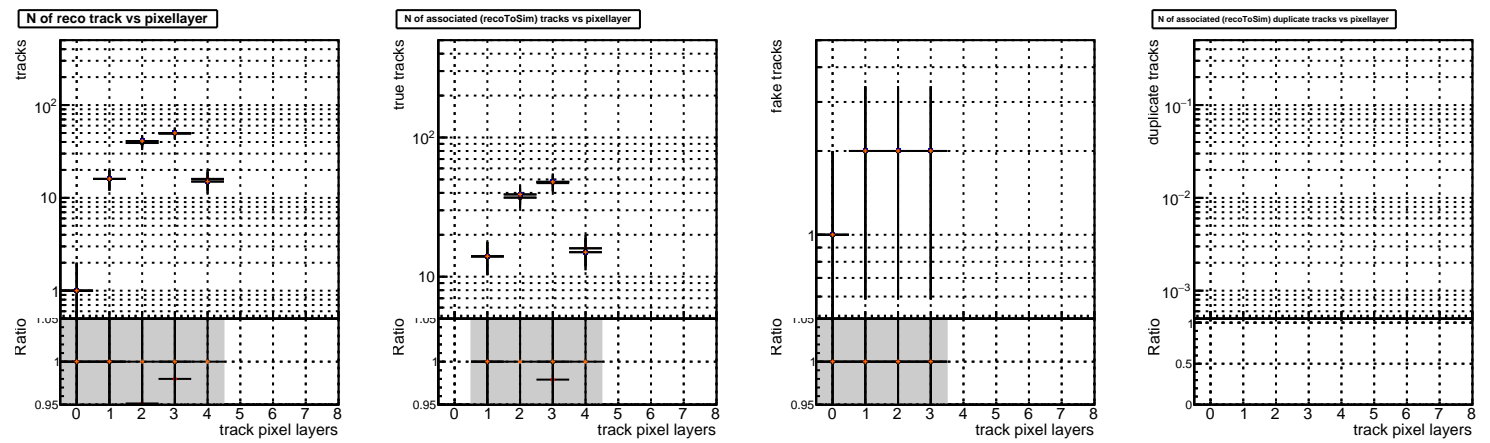 N of reco track vs pixellayer
tracks
10²
10
1
Ratio
1.05
1
0.95
0 1 2 3 4 5 6 7 8
track pixel layers
N of associated (recoToSim) tracks vs pixellayer
true tracks
10²
10
Ratio
1.05
1
0.95
0 1 2 3 4 5 6 7 8
track pixel layers
fake tracks
1
Ratio
1.05
1
0.95
0 1 2 3 4 5 6 7 8
track pixel layers
N of associated (recoToSim) duplicate tracks vs pixellayer
duplicate tracks
10⁻¹
10⁻²
10⁻³
Ratio
1
0.5
0
0 1 2 3 4 5 6 7 8
track pixel layers